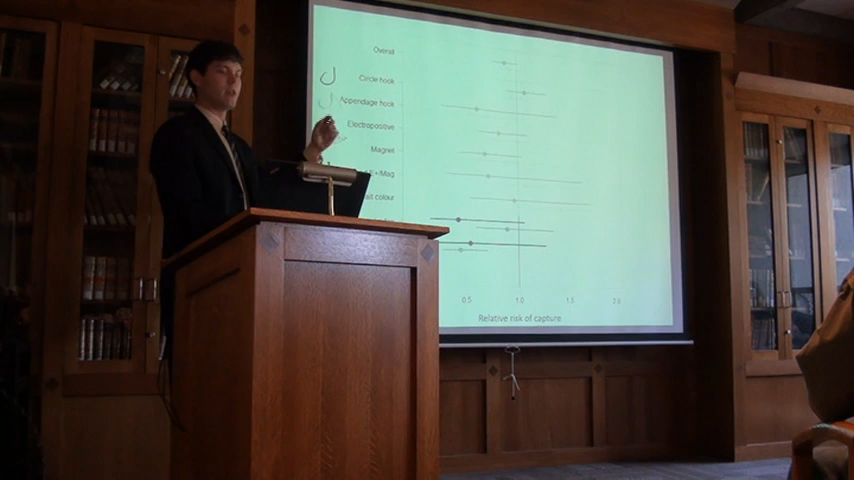 Overall
Circle hook
Appendage hook
Electropositive
Magnet
colour
0.5 1.0 1.5 2.0
Relative risk of capture